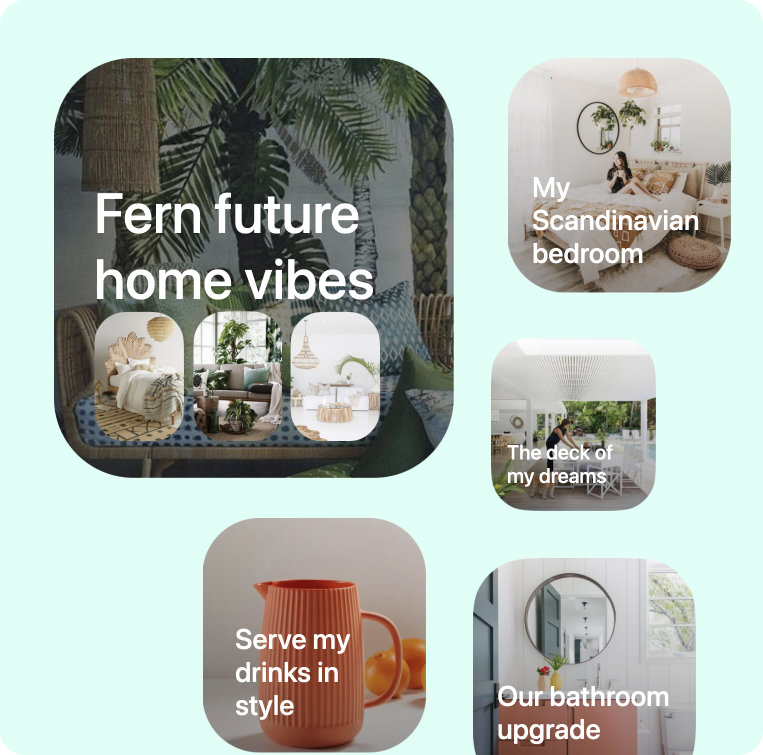 Fern future
home vibes
My
Scandinavian
bedroom
The deck of
my dreams
Serve my
drinks in
style
Our bathroom
upgrade